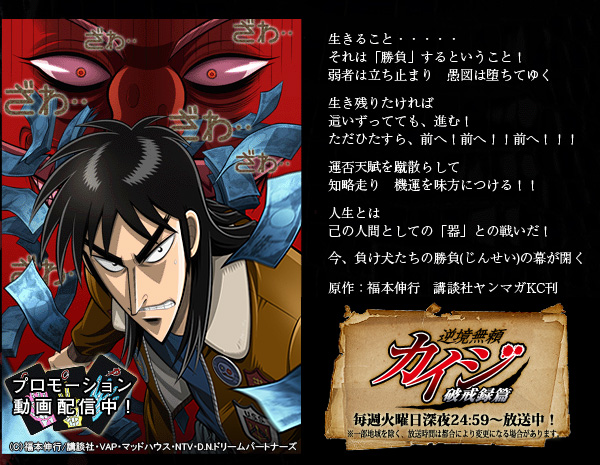 ざわ‥
ざわ‥
ざわ‥
ざわ‥
ざわ‥
ざわ‥
プロモーション
動画配信中！
(C)福本伸行/講談社・VAP・マッドハウス・NTV・D.N.ドリームパートナーズ
生きること・・・・・
それは「勝負」するということ！
弱者は立ち止まり　愚図は堕ちてゆく
生き残りたければ
這いずってても、進む！
ただひたすら、前へ！前へ！！前へ！！！
運否天賦を蹴散らして
知略走り　機運を味方につける！！
人生とは
己の人間としての「器」との戦いだ！
今、負け犬たちの勝負(じんせい)の幕が開く
原作：福本伸行　講談社ヤンマガKC刊
逆境無頼
カイジ
破戒録篇
毎週火曜日深夜24:59～放送中！
※一部地域を除く、放送時間は都合により変更になる場合があります。